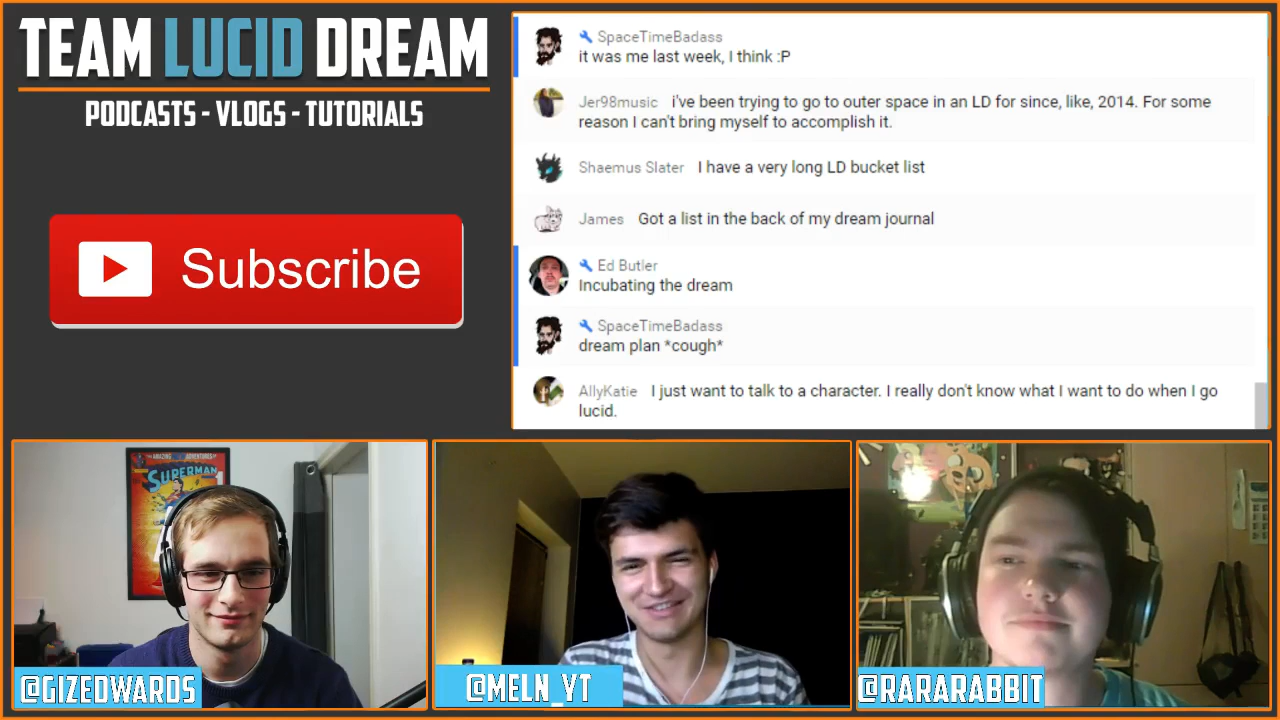 TEAM LUCID DREAM
PODCASTS - VLOGS - TUTORIALS
Subscribe
SpaceTimeBadass
it was me last week, I think :P
Jer98music i've been trying to go to outer space in an LD for since, like, 2014. For some
reason I can't bring myself to accomplish it.
Shaemus Slater I have a very long LD bucket list
James Got a list in the back of my dream journal
Ed Butler
Incubating the dream
SpaceTimeBadass
dream plan *cough*
AllyKatie I just want to talk to a character. I really don't know what I want to do when I go
lucid.
SUPERMAN
@GIZEDWARDS
@MELN_YT
@RARARABBIT